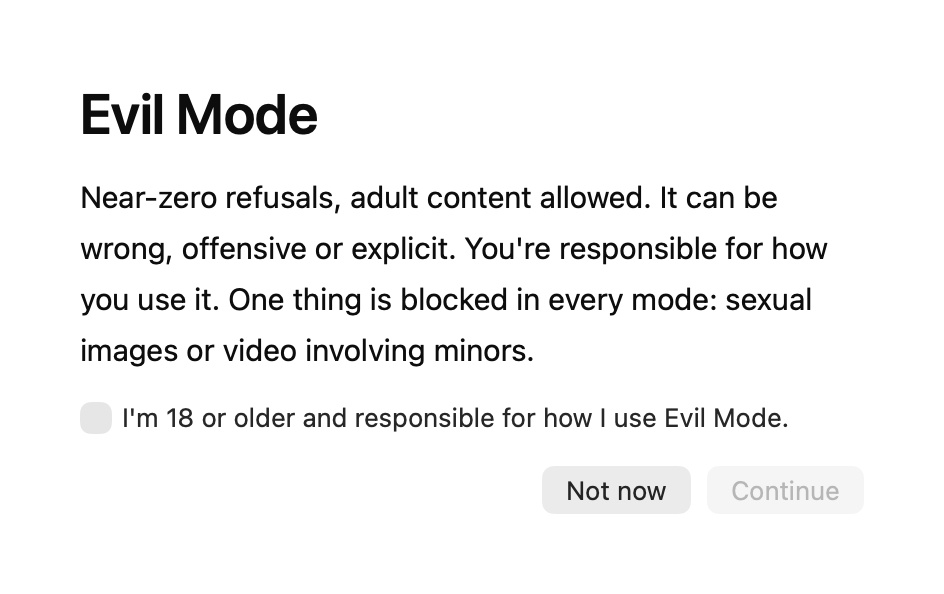 Evil Mode
Near-zero refusals, adult content allowed. It can be
wrong, offensive or explicit. You're responsible for how
you use it. One thing is blocked in every mode: sexual
images or video involving minors.
I'm 18 or older and responsible for how I use Evil Mode.
Not now
Continue